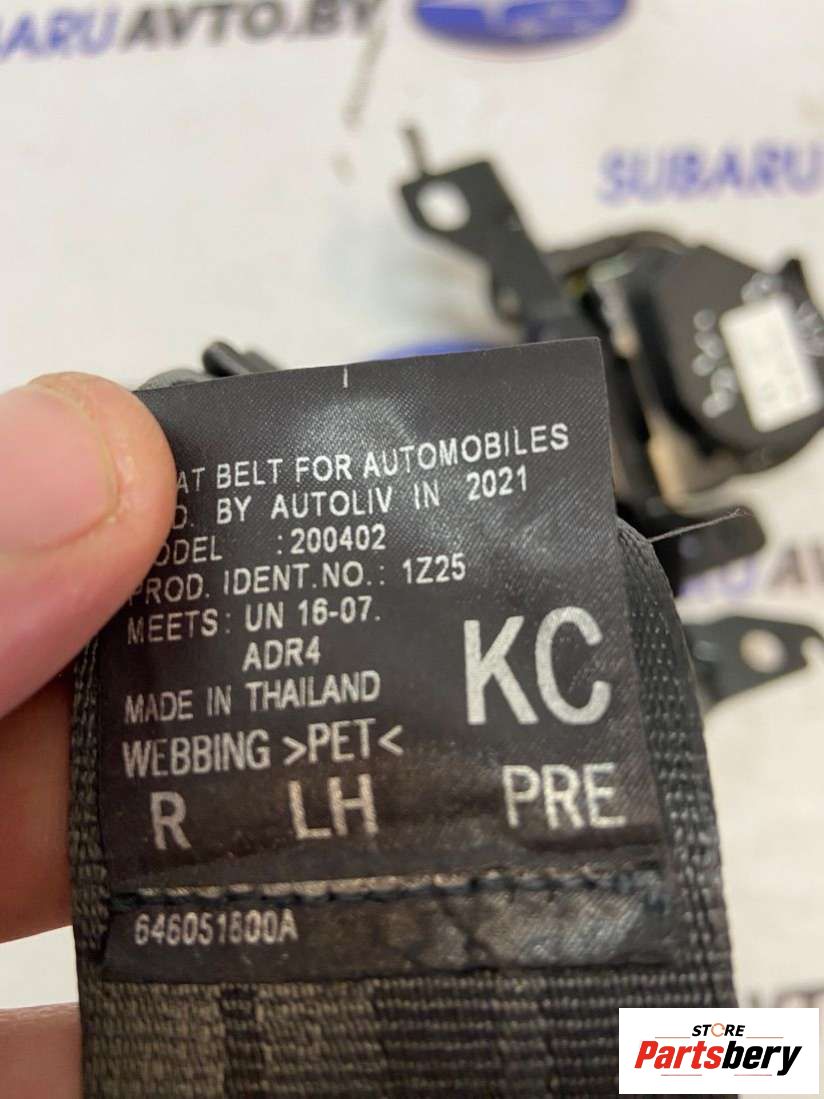 SUBARUAVTO.BY
SUBARU
AT BELT FOR AUTOMOBILES
D. BY AUTOLIV IN 2021
ODEL :200402
PROD. IDENT.NO.: 1Z25
MEETS: UN 16-07.
ADR4
KC
MADE IN THAILAND
WEBBING >PET<
R LH PRE
646051800A
STORE
Partsbery